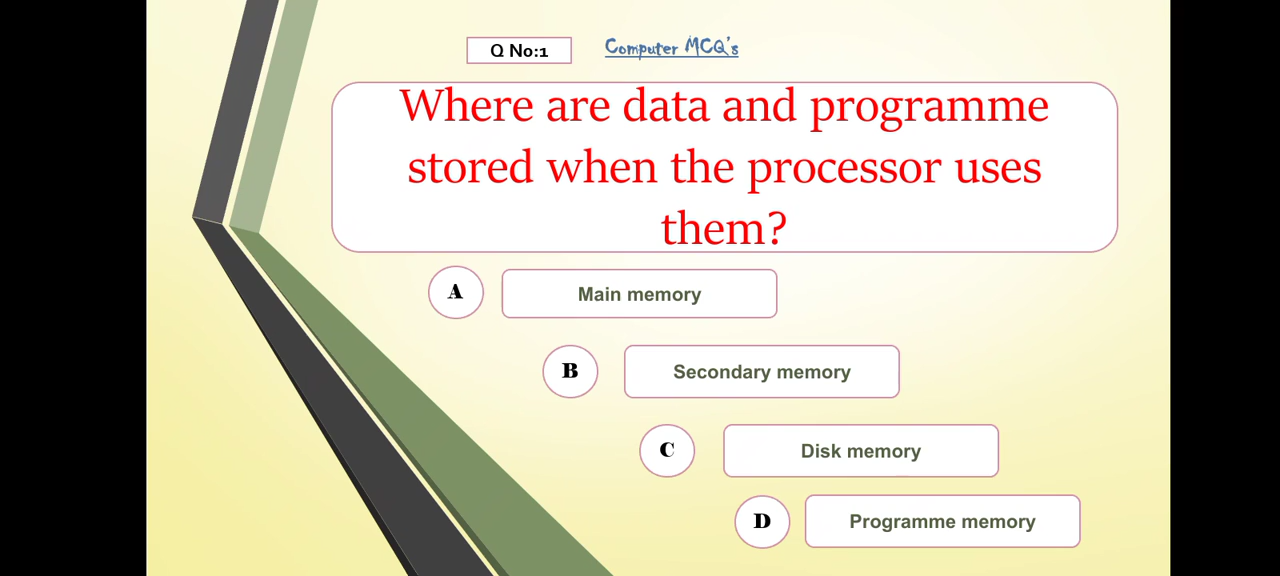 Q No:1
Computer MCQ's
Where are data and programme
stored when the processor uses
them?
A
Main memory
B
Secondary memory
C
Disk memory
D
Programme memory